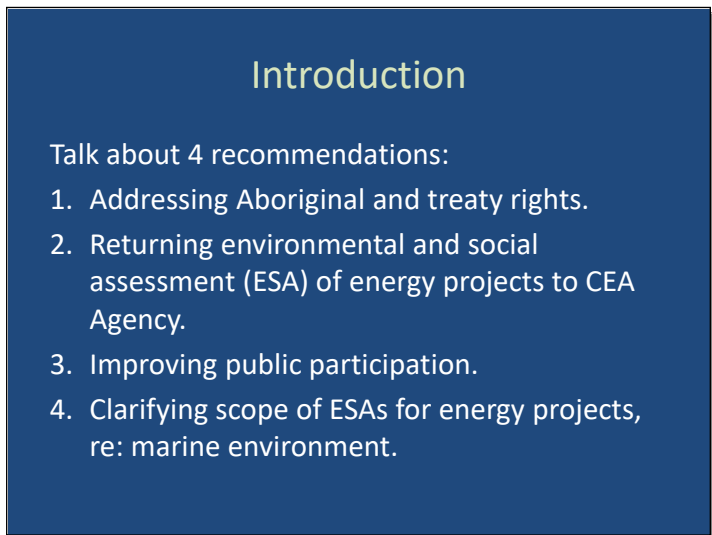 Introduction
Talk about 4 recommendations:
1. Addressing Aboriginal and treaty rights.
2. Returning environmental and social
assessment (ESA) of energy projects to CEA
Agency.
3. Improving public participation.
4. Clarifying scope of ESAs for energy projects,
re: marine environment.